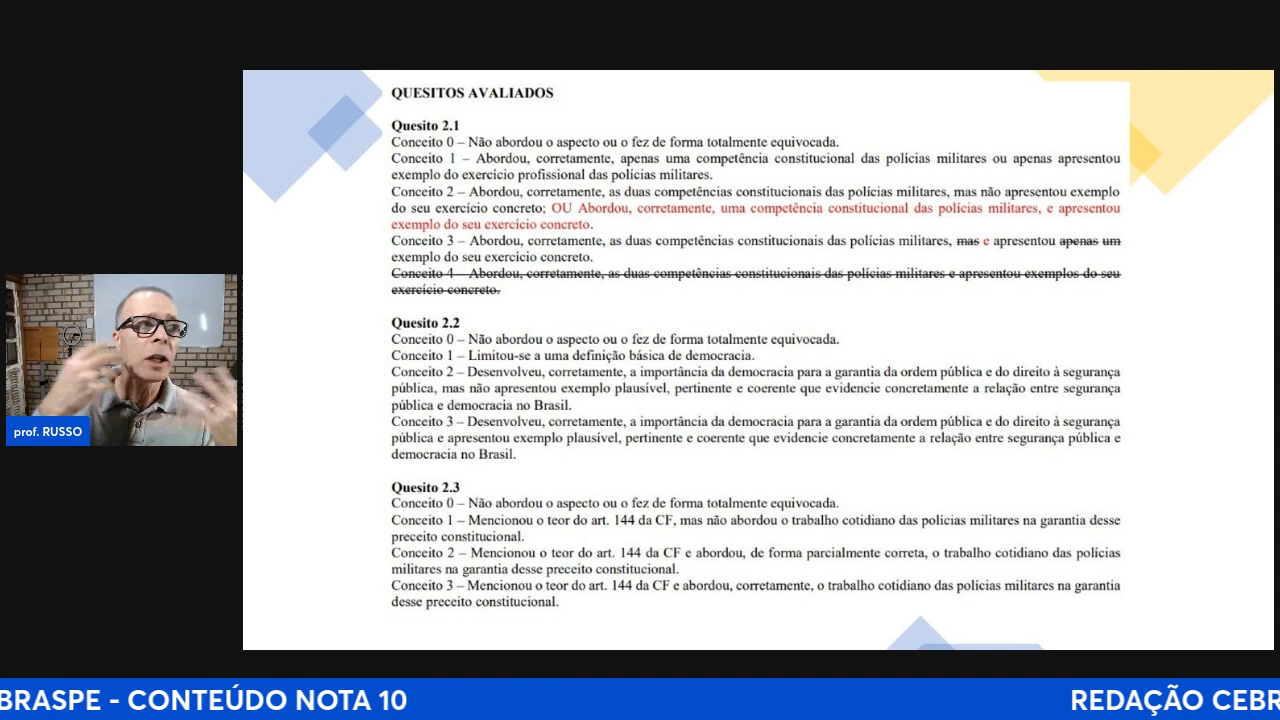 QUESITOS AVALIADOS
Quesito 2.1
Conceito 0 – Não abordou o aspecto ou o fez de forma totalmente equivocada.
Conceito 1 – Abordou, corretamente, apenas uma competência constitucional das polícias militares ou apenas apresentou
exemplo do exercício profissional das polícias militares.
Conceito 2 – Abordou, corretamente, as duas competências constitucionais das polícias militares, mas não apresentou exemplo
do seu exercício concreto; OU Abordou, corretamente, uma competência constitucional das polícias militares, e apresentou
exemplo do seu exercício concreto.
Conceito 3 – Abordou, corretamente, as duas competências constitucionais das polícias militares, mas e apresentou apenas um
exemplo do seu exercício concreto.
Conceito 4 – Abordou, corretamente, as duas competências constitucionais das polícias militares e apresentou exemplos do seu
exercício concreto.
Quesito 2.2
Conceito 0 – Não abordou o aspecto ou o fez de forma totalmente equivocada.
Conceito 1 – Limitou-se a uma definição básica de democracia.
Conceito 2 – Desenvolveu, corretamente, a importância da democracia para a garantia da ordem pública e do direito à segurança
pública, mas não apresentou exemplo plausível, pertinente e coerente que evidencie concretamente a relação entre segurança
pública e democracia no Brasil.
Conceito 3 – Desenvolveu, corretamente, a importância da democracia para a garantia da ordem pública e do direito à segurança
pública e apresentou exemplo plausível, pertinente e coerente que evidencie concretamente a relação entre segurança pública e
democracia no Brasil.
Quesito 2.3
Conceito 0 – Não abordou o aspecto ou o fez de forma totalmente equivocada.
Conceito 1 – Mencionou o teor do art. 144 da CF, mas não abordou o trabalho cotidiano das polícias militares na garantia desse
preceito constitucional.
Conceito 2 – Mencionou o teor do art. 144 da CF e abordou, de forma parcialmente correta, o trabalho cotidiano das polícias
militares na garantia desse preceito constitucional.
Conceito 3 – Mencionou o teor do art. 144 da CF e abordou, corretamente, o trabalho cotidiano das polícias militares na garantia
desse preceito constitucional.
prof. RUSSO
BRASPE - CONTEÚDO NOTA 10
REDAÇÃO CEBR